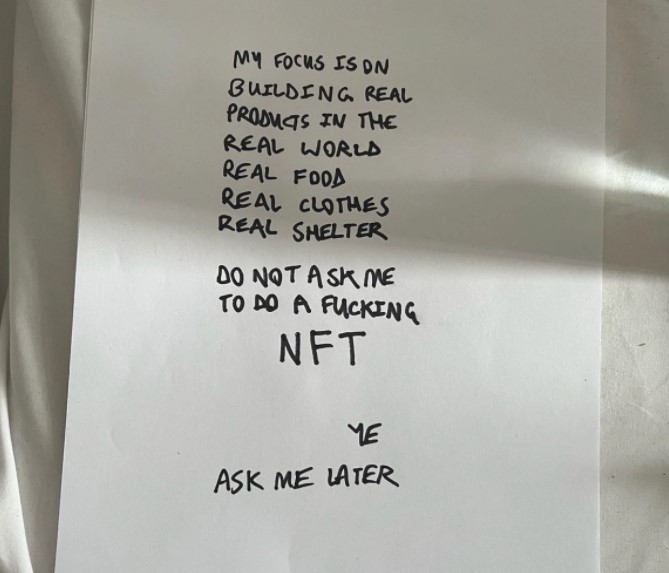 MY FOCUS IS ON
BUILDING REAL
PRODUCTS IN THE
REAL WORLD
REAL FOOD
REAL CLOTHES
REAL SHELTER
DO NOT ASK ME
TO DO A FUCKING
NFT
YE
ASK ME LATER